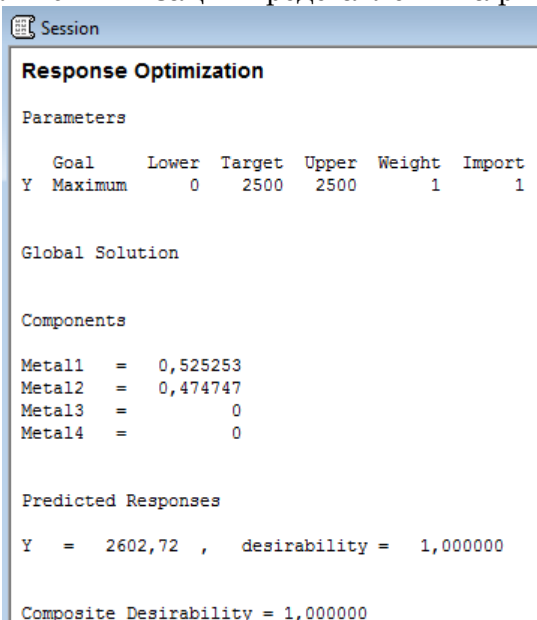 Session
Response Optimization
Parameters
Goal Lower Target Upper Weight Import
Y Maximum 0 2500 2500 1 1
Global Solution
Components
Metal1 = 0,525253
Metal2 = 0,474747
Metal3 = 0
Metal4 = 0
Predicted Responses
Y = 2602,72 , desirability = 1,000000
Composite Desirability = 1,000000